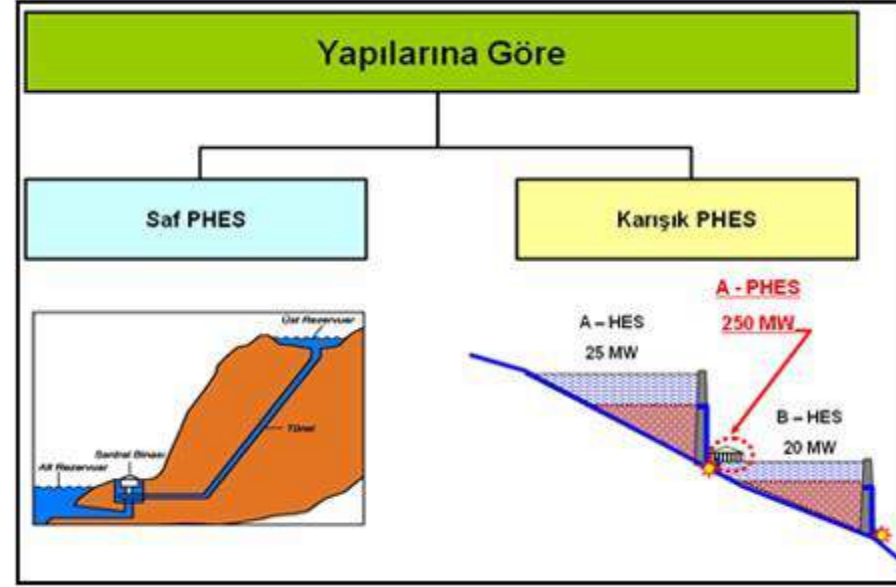 Yapılarına Göre
Saf PHES
Karışık PHES
Üst Rezervuar
Tünel
Santral Binası
Alt Rezervuar
A - PHES
250 MW
A – HES
25 MW
B – HES
20 MW